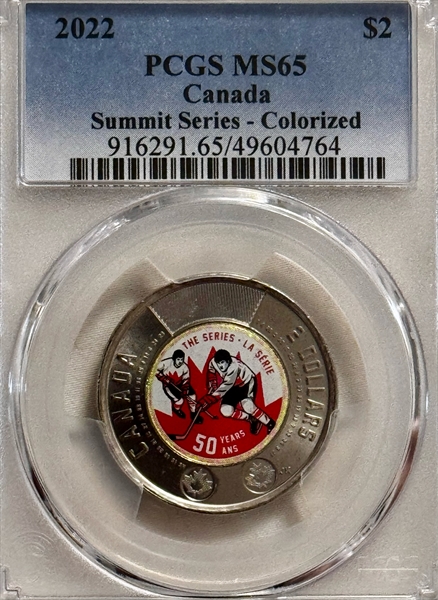 2022 $2
PCGS MS65
Canada
Summit Series - Colorized
916291.65/49604764
THE SERIES · LA SÉRIE
CANADA
2 DOLLARS
50 YEARS
ANS